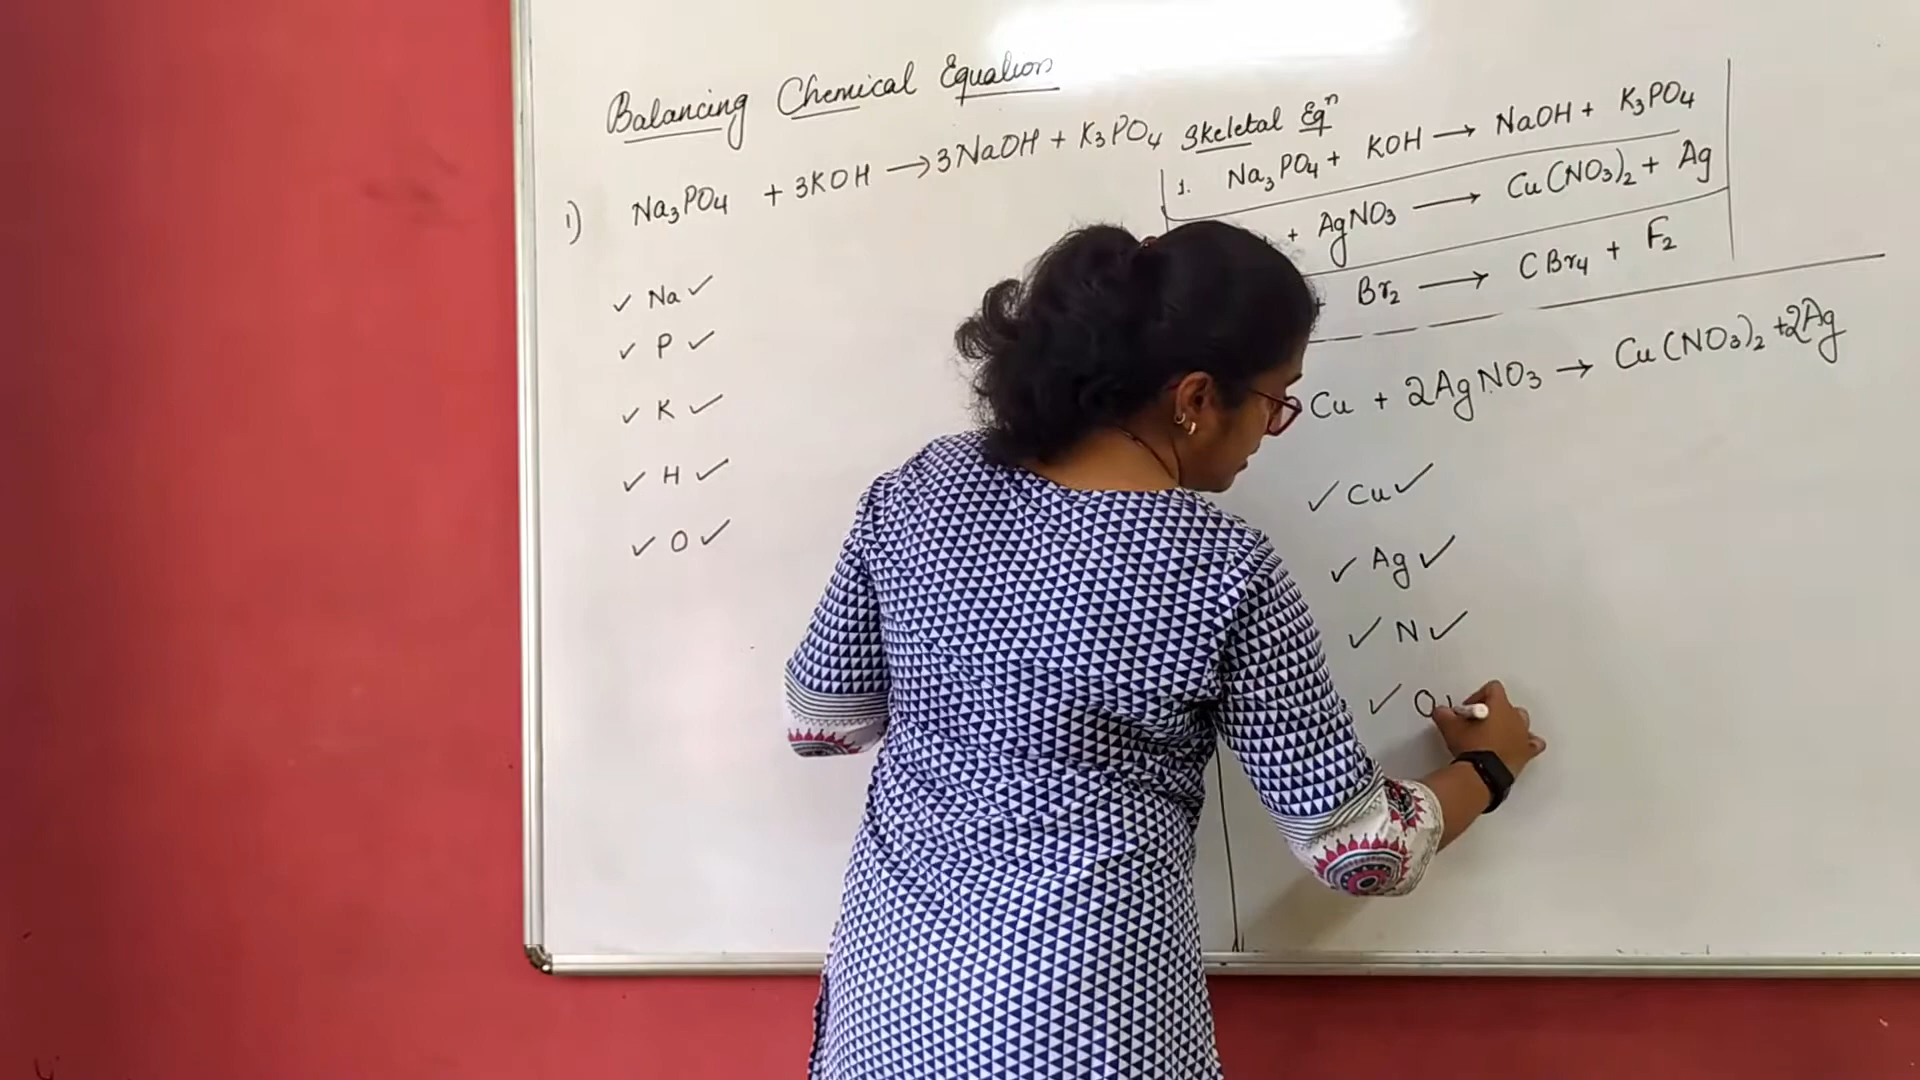 Balancing Chemical Equation
1) Na₃PO₄ + 3KOH → 3NaOH + K₃PO₄
✓ Na ✓
✓ P ✓
✓ K ✓
✓ H ✓
✓ O ✓
Skeletal Eqⁿ
1. Na₃PO₄ + KOH → NaOH + K₃PO₄
+ AgNO₃ → Cu(NO₃)₂ + Ag
+ Br₂ → CBr₄ + F₂
Cu + 2AgNO₃ → Cu(NO₃)₂ + 2Ag
✓ Cu ✓
✓ Ag ✓
✓ N ✓
✓ O